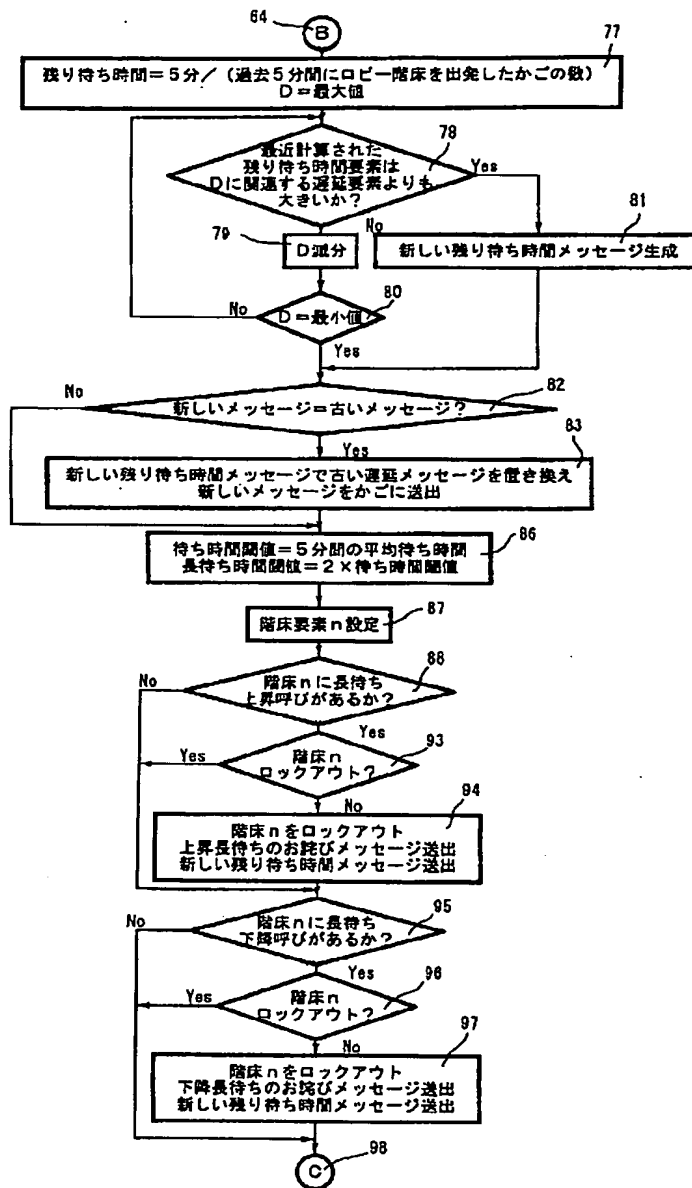 64
B
77
残り待ち時間=5分/(過去5分間にロビー階床を出発したかごの数)
D=最大値
78
最近計算された
残り待ち時間要素は
Dに関連する遅延要素よりも
大きいか?
Yes
81
No
79
D減分
新しい残り待ち時間メッセージ生成
80
No
D=最小値
Yes
No
82
新しいメッセージ=古いメッセージ?
83
Yes
新しい残り待ち時間メッセージで古い遅延メッセージを置き換え
新しいメッセージをかごに送出
86
待ち時間閾値=5分間の平均待ち時間
長待ち時間閾値=2×待ち時間閾値
87
階床要素n設定
88
No
階床nに長待ち
上昇呼びがあるか?
Yes
93
Yes
階床n
ロックアウト?
No
94
階床nをロックアウト
上昇長待ちのお詫びメッセージ送出
新しい残り待ち時間メッセージ送出
95
No
階床nに長待ち
下降呼びがあるか?
Yes
96
Yes
階床n
ロックアウト?
No
97
階床nをロックアウト
下降長待ちのお詫びメッセージ送出
新しい残り待ち時間メッセージ送出
98
C